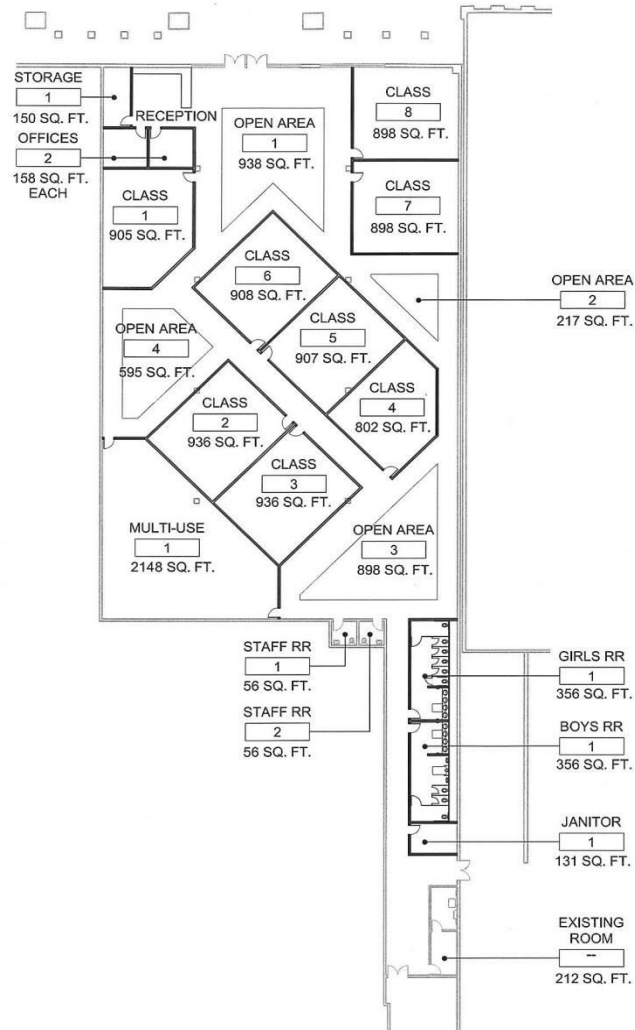 STORAGE
1
150 SQ. FT.
RECEPTION
OFFICES
2
158 SQ. FT.
EACH
OPEN AREA
1
938 SQ. FT.
CLASS
8
898 SQ. FT.
CLASS
1
905 SQ. FT.
CLASS
7
898 SQ. FT.
CLASS
6
908 SQ. FT.
OPEN AREA
2
217 SQ. FT.
OPEN AREA
4
595 SQ. FT.
CLASS
5
907 SQ. FT.
CLASS
4
802 SQ. FT.
CLASS
2
936 SQ. FT.
CLASS
3
936 SQ. FT.
MULTI-USE
1
2148 SQ. FT.
OPEN AREA
3
898 SQ. FT.
STAFF RR
1
56 SQ. FT.
STAFF RR
2
56 SQ. FT.
GIRLS RR
1
356 SQ. FT.
BOYS RR
1
356 SQ. FT.
JANITOR
1
131 SQ. FT.
EXISTING
ROOM
--
212 SQ. FT.